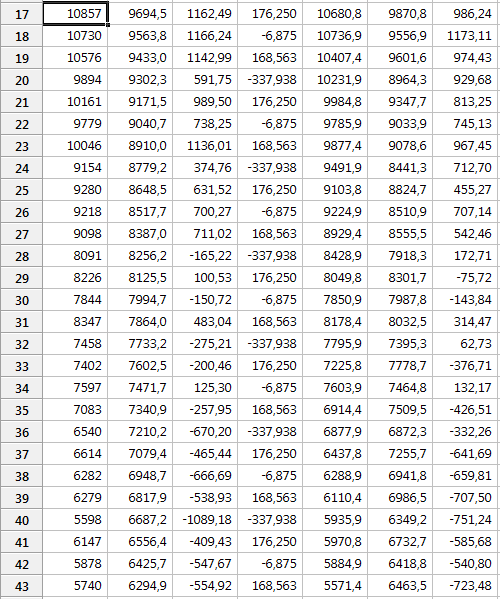 17 10857 9694,5 1162,49 176,250 10680,8 9870,8 986,24
18 10730 9563,8 1166,24 -6,875 10736,9 9556,9 1173,11
19 10576 9433,0 1142,99 168,563 10407,4 9601,6 974,43
20 9894 9302,3 591,75 -337,938 10231,9 8964,3 929,68
21 10161 9171,5 989,50 176,250 9984,8 9347,7 813,25
22 9779 9040,7 738,25 -6,875 9785,9 9033,9 745,13
23 10046 8910,0 1136,01 168,563 9877,4 9078,6 967,45
24 9154 8779,2 374,76 -337,938 9491,9 8441,3 712,70
25 9280 8648,5 631,52 176,250 9103,8 8824,7 455,27
26 9218 8517,7 700,27 -6,875 9224,9 8510,9 707,14
27 9098 8387,0 711,02 168,563 8929,4 8555,5 542,46
28 8091 8256,2 -165,22 -337,938 8428,9 7918,3 172,71
29 8226 8125,5 100,53 176,250 8049,8 8301,7 -75,72
30 7844 7994,7 -150,72 -6,875 7850,9 7987,8 -143,84
31 8347 7864,0 483,04 168,563 8178,4 8032,5 314,47
32 7458 7733,2 -275,21 -337,938 7795,9 7395,3 62,73
33 7402 7602,5 -200,46 176,250 7225,8 7778,7 -376,71
34 7597 7471,7 125,30 -6,875 7603,9 7464,8 132,17
35 7083 7340,9 -257,95 168,563 6914,4 7509,5 -426,51
36 6540 7210,2 -670,20 -337,938 6877,9 6872,3 -332,26
37 6614 7079,4 -465,44 176,250 6437,8 7255,7 -641,69
38 6282 6948,7 -666,69 -6,875 6288,9 6941,8 -659,81
39 6279 6817,9 -538,93 168,563 6110,4 6986,5 -707,50
40 5598 6687,2 -1089,18 -337,938 5935,9 6349,2 -751,24
41 6147 6556,4 -409,43 176,250 5970,8 6732,7 -585,68
42 5878 6425,7 -547,67 -6,875 5884,9 6418,8 -540,80
43 5740 6294,9 -554,92 168,563 5571,4 6463,5 -723,48